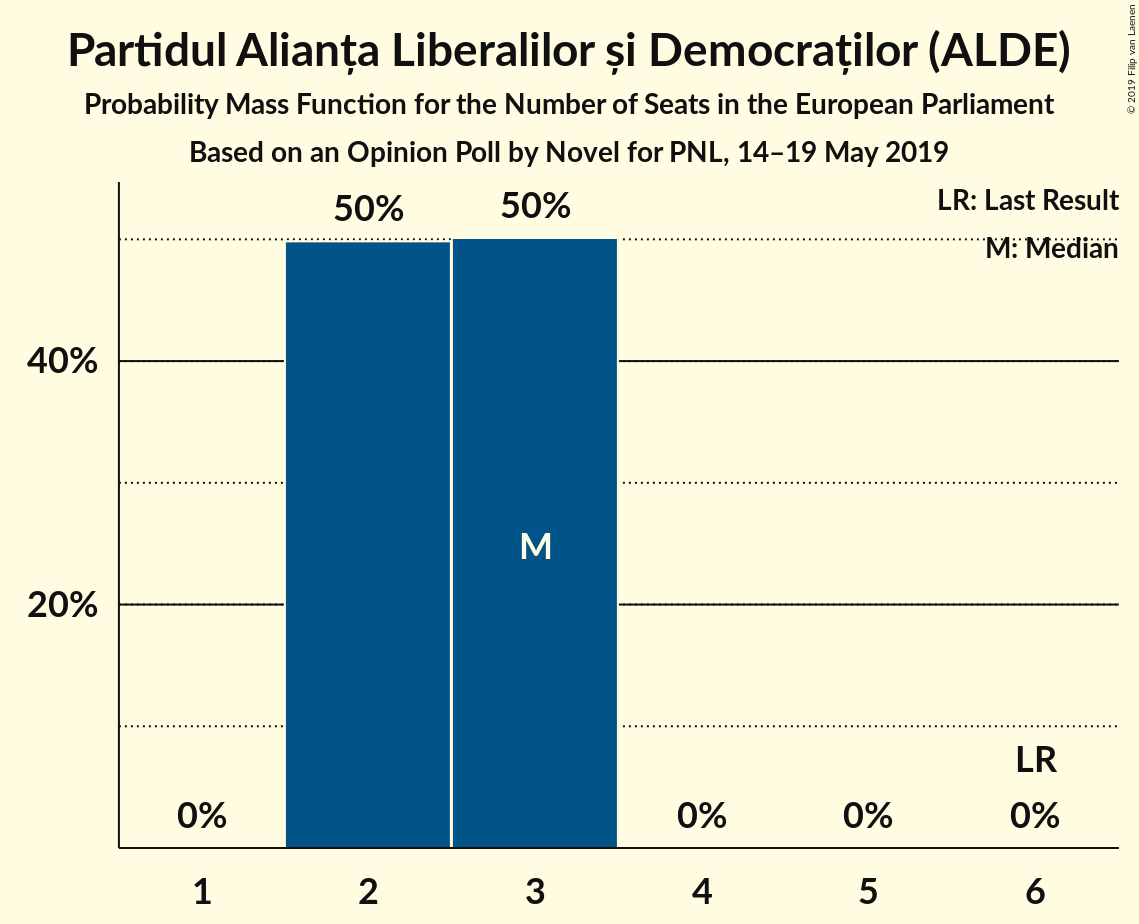 Partidul Alianța Liberalilor și Democraților (ALDE)
Probability Mass Function for the Number of Seats in the European Parliament
Based on an Opinion Poll by Novel for PNL, 14–19 May 2019
© 2019 Filip van Laenen
LR: Last Result
M: Median
50% 50%
40%
M
20%
LR
0% 0% 0% 0%
1 2 3 4 5 6